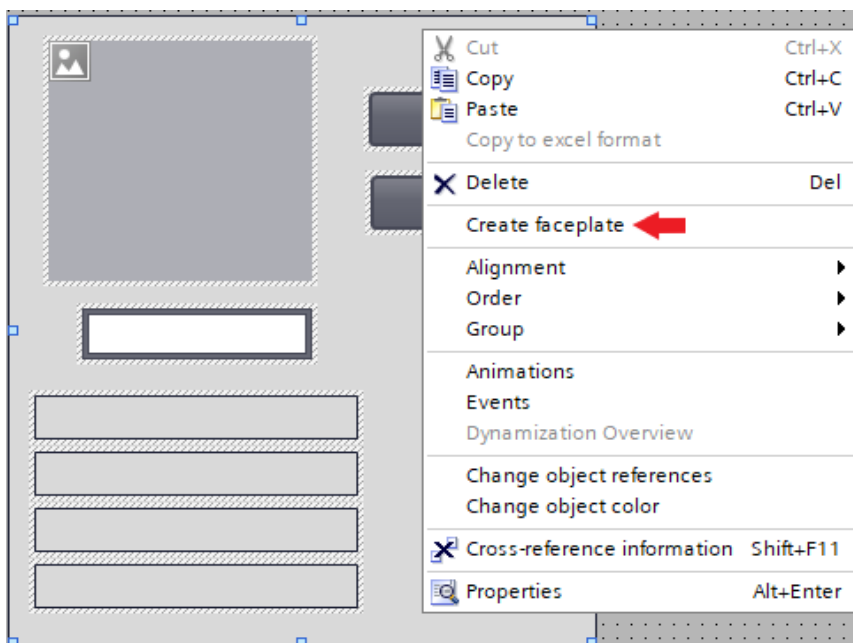 Cut Ctrl+X
Copy Ctrl+C
Paste Ctrl+V
Copy to excel format
Delete Del
Create faceplate
Alignment
Order
Group
Animations
Events
Dynamization Overview
Change object references
Change object color
Cross-reference information Shift+F11
Properties Alt+Enter